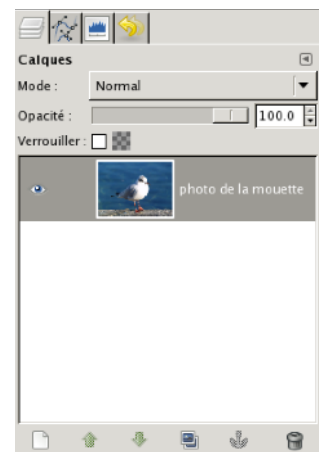 Calques
Mode : Normal
Opacité : 100.0
Verrouiller :
photo de la mouette